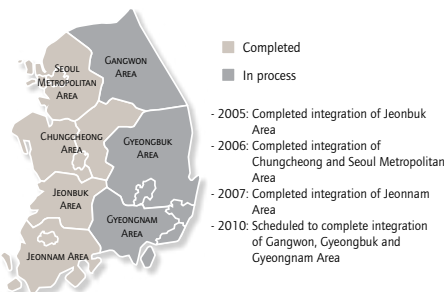 SEOUL
METROPOLITAN
AREA
GANGWON
AREA
CHUNGCHEONG
AREA
GYEONGBUK
AREA
JEONBUK
AREA
GYEONGNAM
AREA
JEONNAM AREA
Completed
In process
- 2005: Completed integration of Jeonbuk
Area
- 2006: Completed integration of
Chungcheong and Seoul Metropolitan
Area
- 2007: Completed integration of Jeonnam
Area
- 2010: Scheduled to complete integration
of Gangwon, Gyeongbuk and
Gyeongnam Area